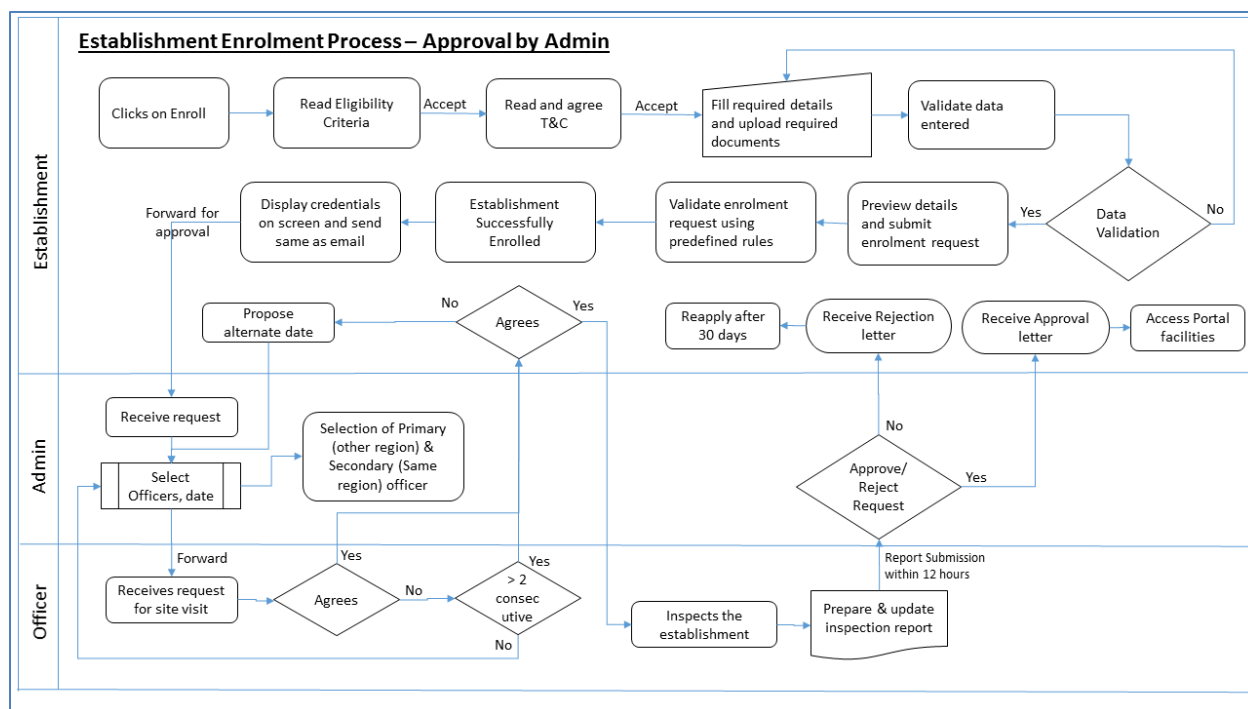 Establishment Enrolment Process – Approval by Admin
Establishment
Clicks on Enroll
Read Eligibility
Criteria
Accept
Read and agree
T&C
Accept
Fill required details
and upload required
documents
Validate data
entered
Forward for
approval
Display credentials
on screen and send
same as email
Establishment
Successfully
Enrolled
Validate enrolment
request using
predefined rules
Preview details
and submit
enrolment request
Yes
Data
Validation
No
Propose
alternate date
No
Agrees
Yes
Reapply after
30 days
Receive Rejection
letter
Receive Approval
letter
Access Portal
facilities
Admin
Receive request
Select
Officers, date
Selection of Primary
(other region) &
Secondary (Same
region) officer
No
Approve/
Reject
Request
Yes
Officer
Forward
Receives request
for site visit
Yes
Agrees
No
Yes
> 2
consec
utive
No
Inspects the
establishment
Report Submission
within 12 hours
Prepare & update
inspection report